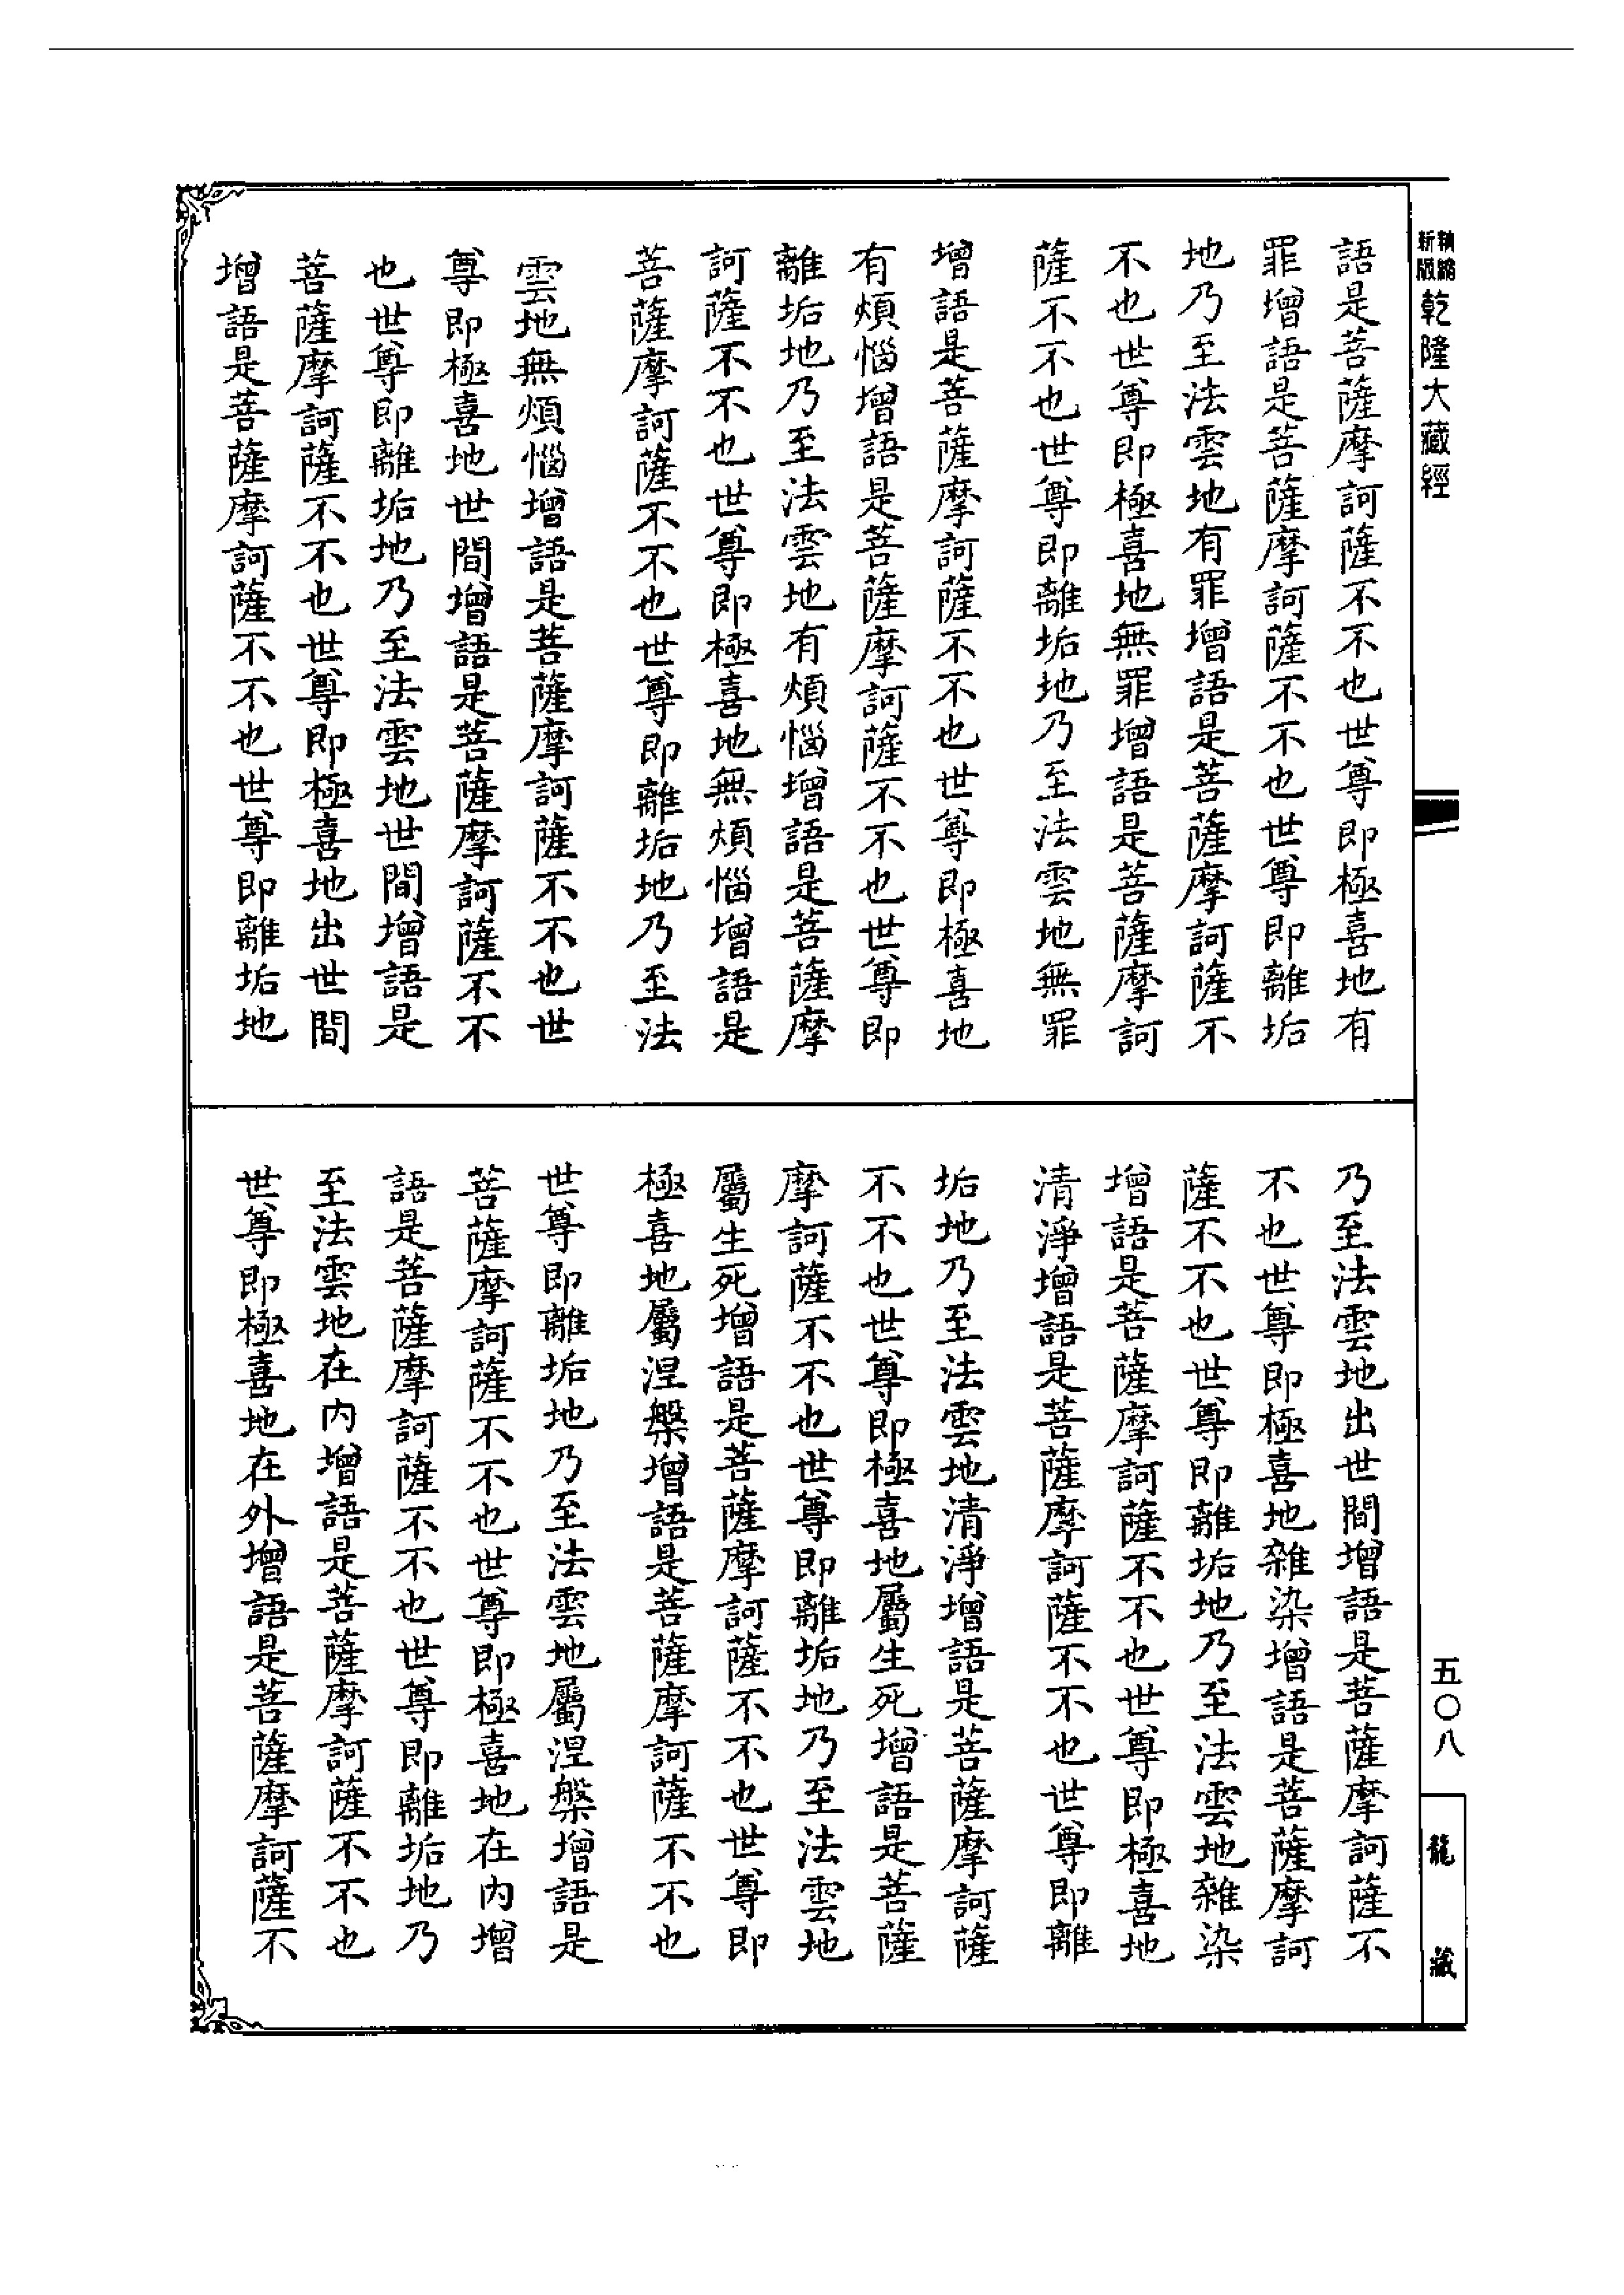 新版精縮乾隆大藏經
語是菩薩摩訶薩不不也世尊即極喜地有
罪增語是菩薩摩訶薩不不也世尊即離垢
地乃至法雲地有罪增語是菩薩摩訶薩不
不也世尊即極喜地無罪增語是菩薩摩訶
薩不不也世尊即離垢地乃至法雲地無罪
增語是菩薩摩訶薩不不也世尊即極喜地
有煩惱增語是菩薩摩訶薩不不也世尊即
離垢地乃至法雲地有煩惱增語是菩薩摩
訶薩不不也世尊即極喜地無煩惱增語是
菩薩摩訶薩不不也世尊即離垢地乃至法
雲地無煩惱增語是菩薩摩訶薩不不也世
尊即極喜地世間增語是菩薩摩訶薩不不
也世尊即離垢地乃至法雲地世間增語是
菩薩摩訶薩不不也世尊即極喜地出世間
增語是菩薩摩訶薩不不也世尊即離垢地
乃至法雲地出世間增語是菩薩摩訶薩不
不也世尊即極喜地雜染增語是菩薩摩訶
薩不不也世尊即離垢地乃至法雲地雜染
增語是菩薩摩訶薩不不也世尊即極喜地
清淨增語是菩薩摩訶薩不不也世尊即離
垢地乃至法雲地清淨增語是菩薩摩訶薩
不不也世尊即極喜地屬生死增語是菩薩
摩訶薩不不也世尊即離垢地乃至法雲地
屬生死增語是菩薩摩訶薩不不也世尊即
極喜地屬涅槃增語是菩薩摩訶薩不不也
世尊即離垢地乃至法雲地屬涅槃增語是
菩薩摩訶薩不不也世尊即極喜地在內增
語是菩薩摩訶薩不不也世尊即離垢地乃
至法雲地在內增語是菩薩摩訶薩不不也
世尊即極喜地在外增語是菩薩摩訶薩不
五〇八
龍藏